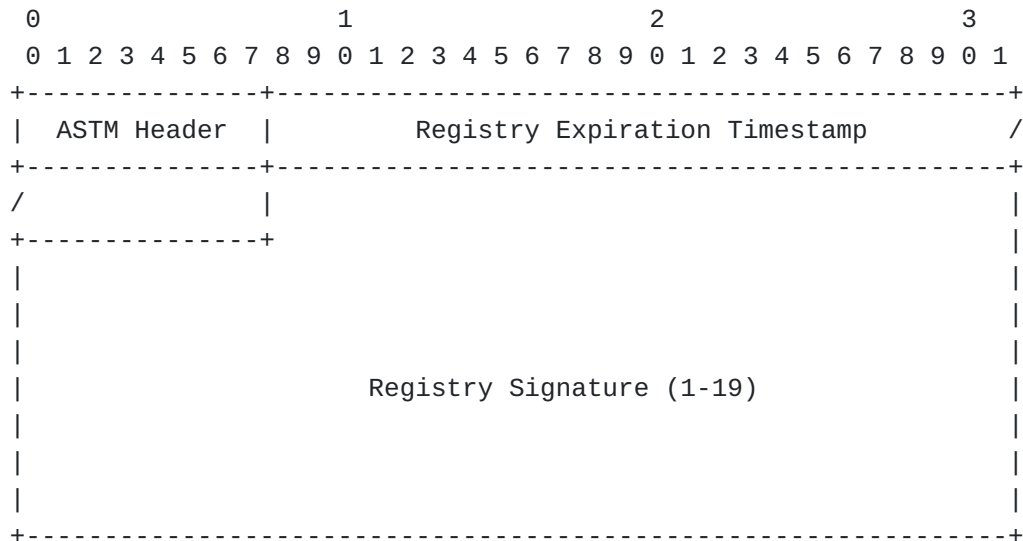 0                   1                   2                   3
 0 1 2 3 4 5 6 7 8 9 0 1 2 3 4 5 6 7 8 9 0 1 2 3 4 5 6 7 8 9 0 1
+---------------+-----------------------------------------------+
|  ASTM Header  |         Registry Expiration Timestamp         /
+---------------+-----------------------------------------------+
/               |                                               |
+---------------+                                               |
|                                                               |
|                                                               |
|                                                               |
|                      Registry Signature (1-19)                |
|                                                               |
|                                                               |
|                                                               |
+---------------------------------------------------------------+